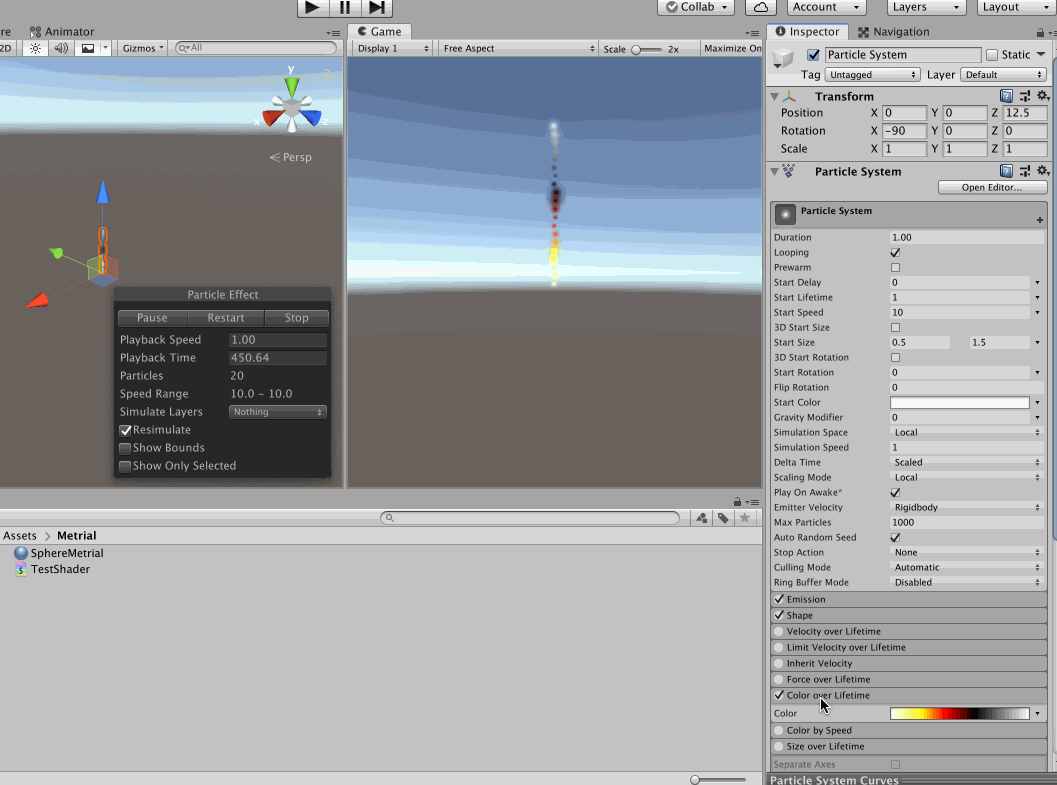 Collab
Account
Layers
Layout
re
Animator
Game
Inspector
Navigation
2D
Gizmos
All
Display 1
Free Aspect
Scale
2x
Maximize On
Particle System
Static
Tag
Untagged
Layer
Default
Transform
Position
X 0
Y 0
Z 12.5
Rotation
X -90
Y 0
Z 0
Scale
X 1
Y 1
Z 1
Particle System
Open Editor...
Particle System
Duration 1.00
Looping
Prewarm
Start Delay 0
Start Lifetime 1
Start Speed 10
3D Start Size
Start Size 0.5 1.5
3D Start Rotation
Start Rotation 0
Flip Rotation 0
Start Color
Gravity Modifier 0
Simulation Space Local
Simulation Speed 1
Delta Time Scaled
Scaling Mode Local
Play On Awake*
Emitter Velocity Rigidbody
Max Particles 1000
Auto Random Seed
Stop Action None
Culling Mode Automatic
Ring Buffer Mode Disabled
Emission
Shape
Velocity over Lifetime
Limit Velocity over Lifetime
Inherit Velocity
Force over Lifetime
Color over Lifetime
Color
Color by Speed
Size over Lifetime
Separate Axes
Particle System Curves
y
x
z
Persp
Particle Effect
Pause
Restart
Stop
Playback Speed 1.00
Playback Time 450.64
Particles 20
Speed Range 10.0 - 10.0
Simulate Layers Nothing
Resimulate
Show Bounds
Show Only Selected
Assets > Metrial
SphereMetrial
TestShader